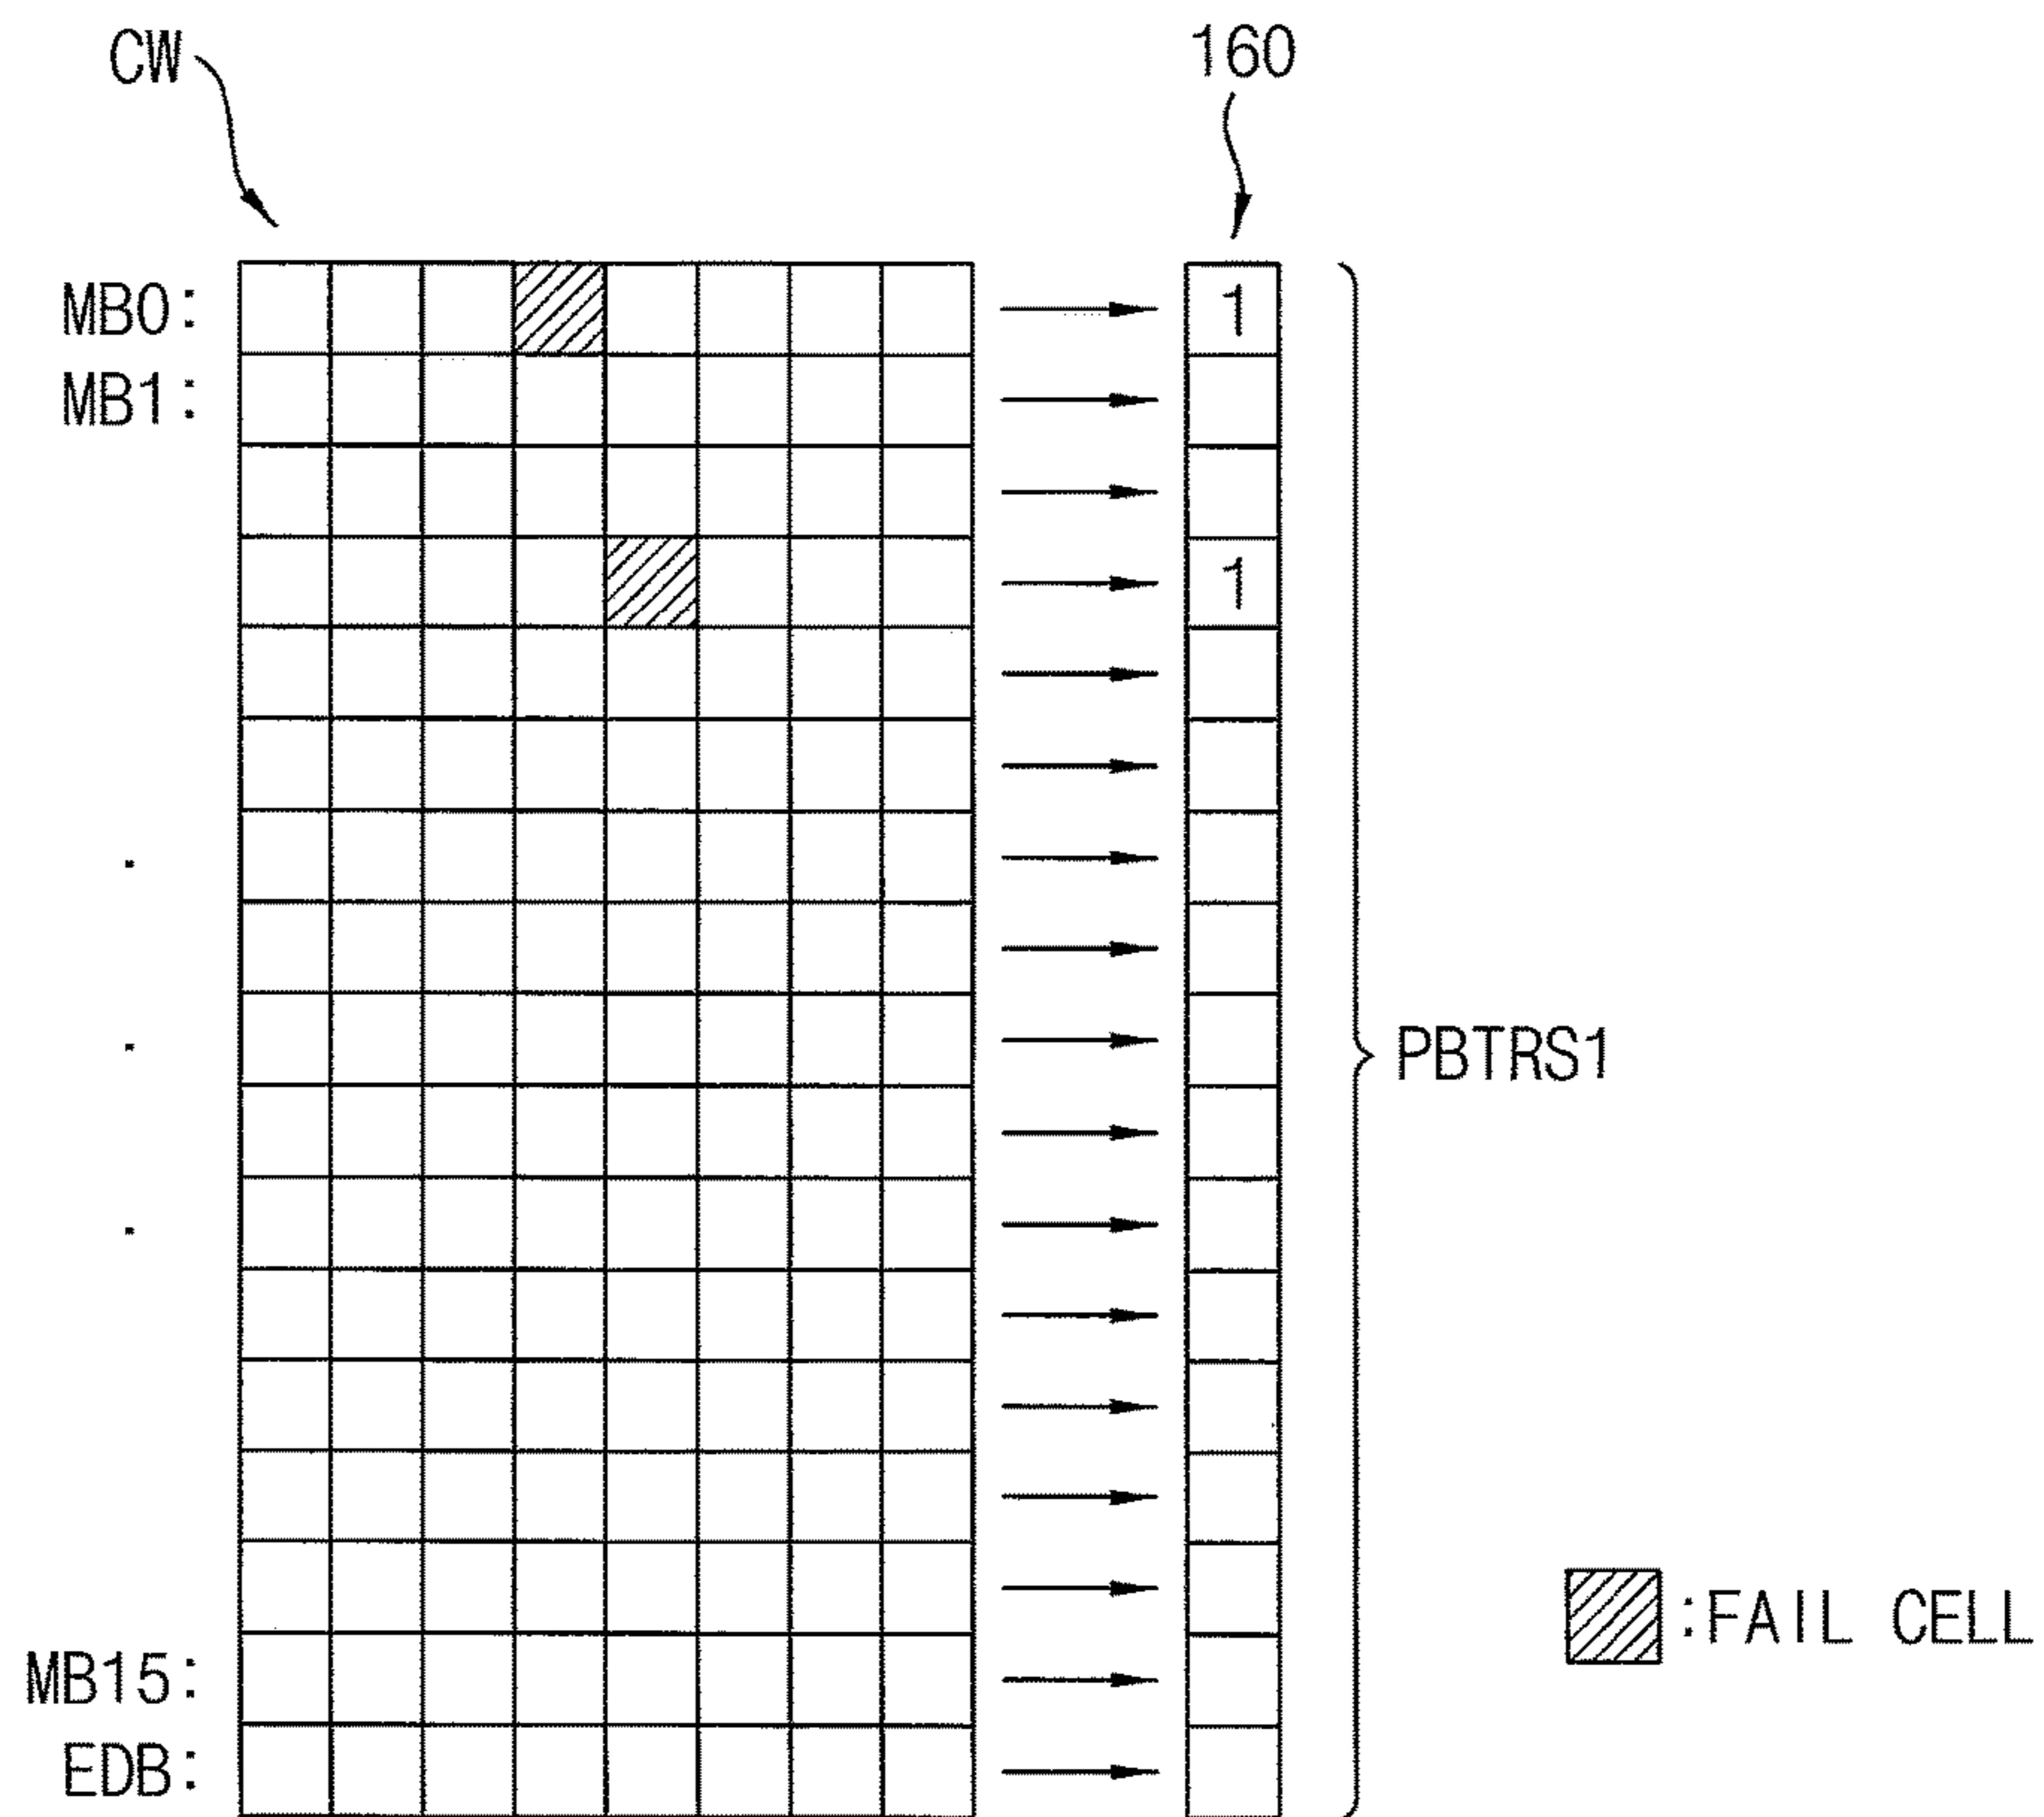 CW
160
MB0:
1
MB1:
1
.
.
PBTRS1
.
:FAIL CELL
MB15:
EDB: